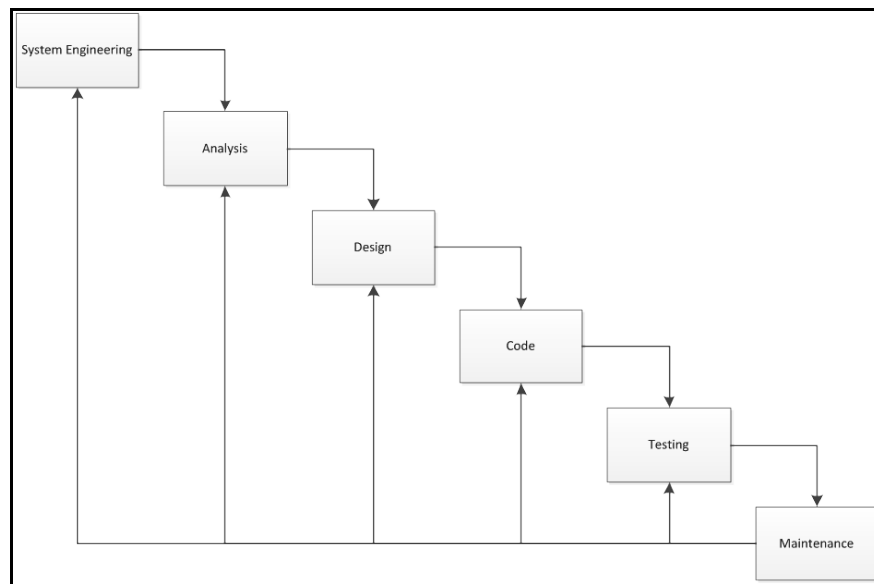 System Engineering
Analysis
Design
Code
Testing
Maintenance